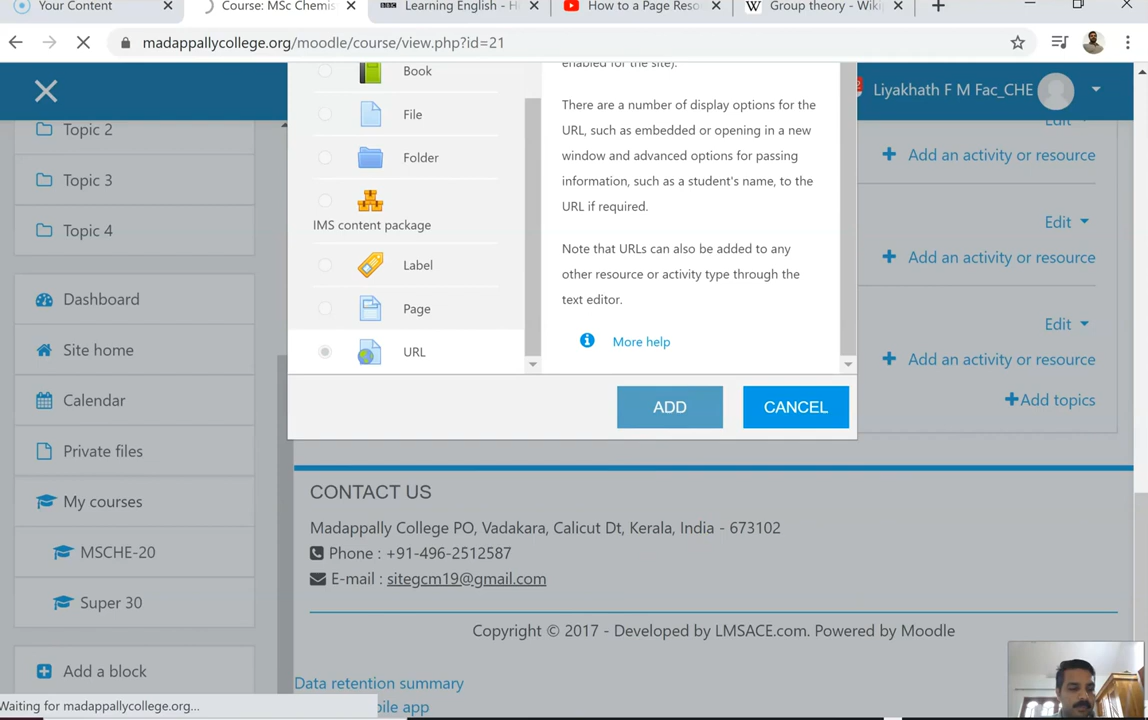 Your Content
Course: MSc Chemis
Learning English - H
How to a Page Reso
Group theory - Wiki
madappallycollege.org/moodle/course/view.php?id=21
Liyakhath F M Fac_CHE
Topic 2
Topic 3
Topic 4
Dashboard
Site home
Calendar
Private files
My courses
MSCHE-20
Super 30
Add a block
Book
File
Folder
IMS content package
Label
Page
URL
enabled for the site).
There are a number of display options for the
URL, such as embedded or opening in a new
window and advanced options for passing
information, such as a student's name, to the
URL if required.
Note that URLs can also be added to any
other resource or activity type through the
text editor.
More help
ADD
CANCEL
Edit
Add an activity or resource
Edit
Add an activity or resource
Edit
Add an activity or resource
Add topics
CONTACT US
Madappally College PO, Vadakara, Calicut Dt, Kerala, India - 673102
Phone : +91-496-2512587
E-mail : sitegcm19@gmail.com
Copyright © 2017 - Developed by LMSACE.com. Powered by Moodle
Data retention summary
bile app
Waiting for madappallycollege.org...